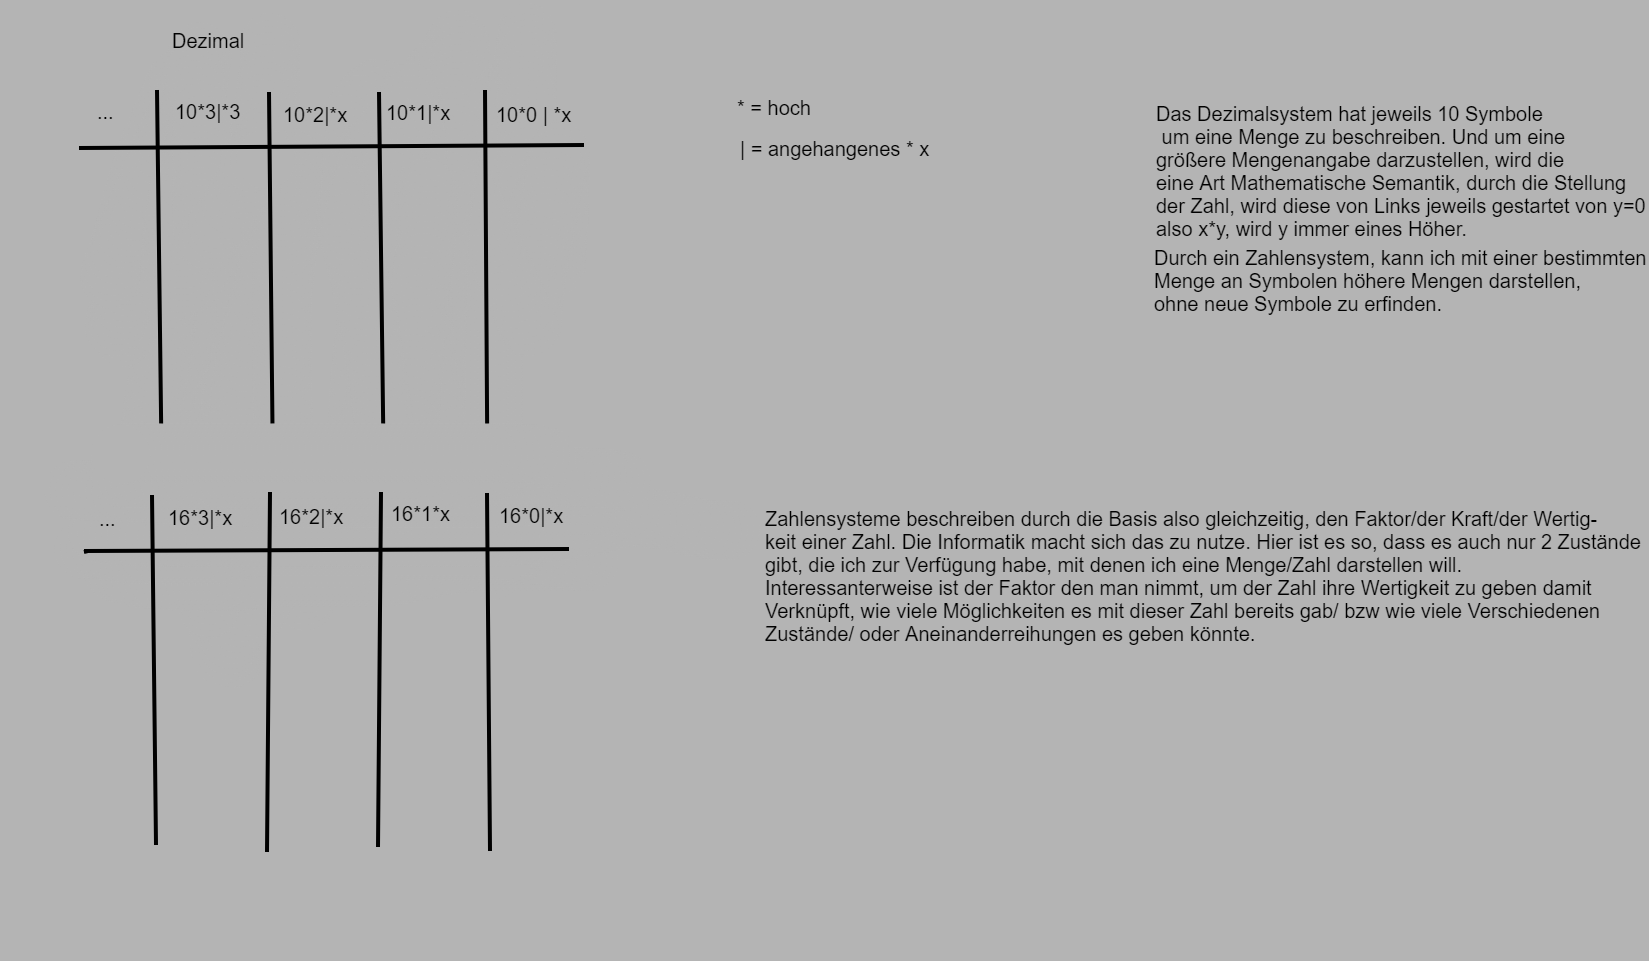 Dezimal
... 10*3|*3 10*2|*x 10*1|*x 10*0 | *x
* = hoch
| = angehangenes * x
Das Dezimalsystem hat jeweils 10 Symbole
um eine Menge zu beschreiben. Und um eine
größere Mengenangabe darzustellen, wird die
eine Art Mathematische Semantik, durch die Stellung
der Zahl, wird diese von Links jeweils gestartet von y=0
also x*y, wird y immer eines Höher.
Durch ein Zahlensystem, kann ich mit einer bestimmten
Menge an Symbolen höhere Mengen darstellen,
ohne neue Symbole zu erfinden.
... 16*3|*x 16*2|*x 16*1*x 16*0|*x
Zahlensysteme beschreiben durch die Basis also gleichzeitig, den Faktor/der Kraft/der Wertig-
keit einer Zahl. Die Informatik macht sich das zu nutze. Hier ist es so, dass es auch nur 2 Zustände
gibt, die ich zur Verfügung habe, mit denen ich eine Menge/Zahl darstellen will.
Interessanterweise ist der Faktor den man nimmt, um der Zahl ihre Wertigkeit zu geben damit
Verknüpft, wie viele Möglichkeiten es mit dieser Zahl bereits gab/ bzw wie viele Verschiedenen
Zustände/ oder Aneinanderreihungen es geben könnte.